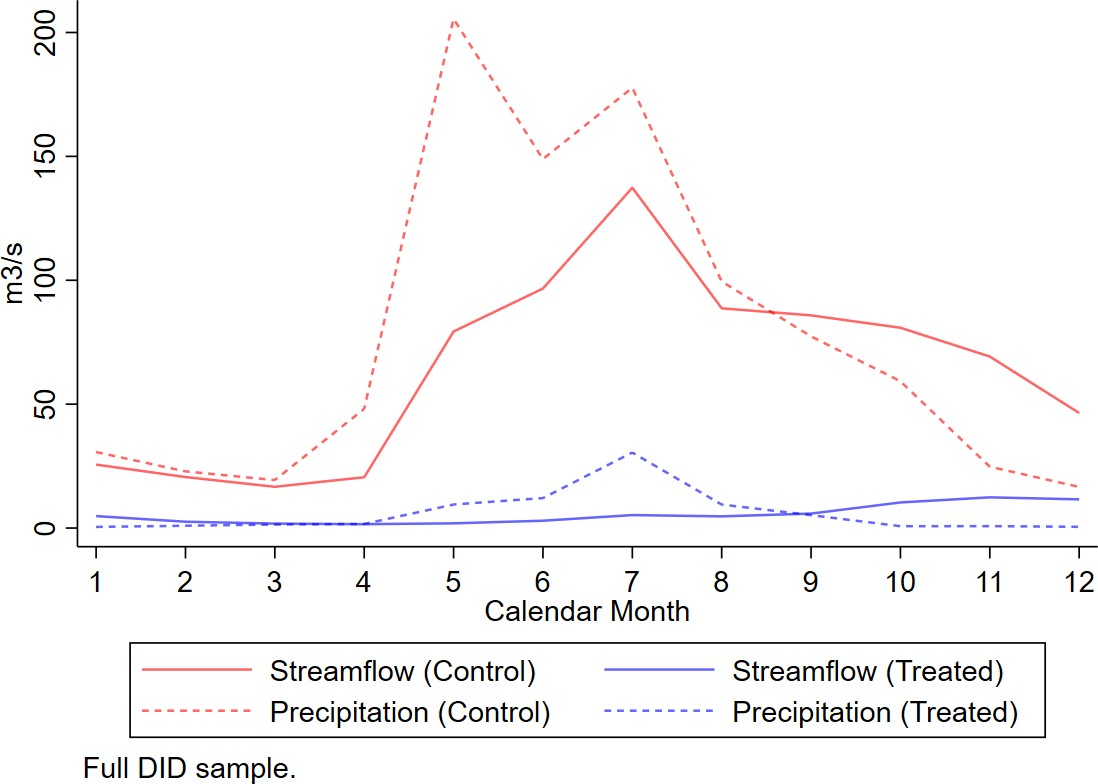 200
150
100
50
0
m3/s
1 2 3 4 5 6 7 8 9 10 11 12
Calendar Month
Streamflow (Control) Streamflow (Treated)
Precipitation (Control) Precipitation (Treated)
Full DID sample.